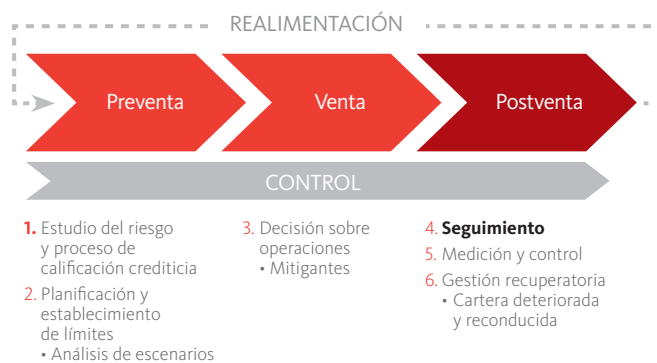 REALIMENTACIÓN
Preventa
Venta
Postventa
CONTROL
1. Estudio del riesgo
y proceso de
calificación crediticia
2. Planificación y
establecimiento
de límites
• Análisis de escenarios
3. Decisión sobre
operaciones
• Mitigantes
4. Seguimiento
5. Medición y control
6. Gestión recuperatoria
• Cartera deteriorada
y reconducida